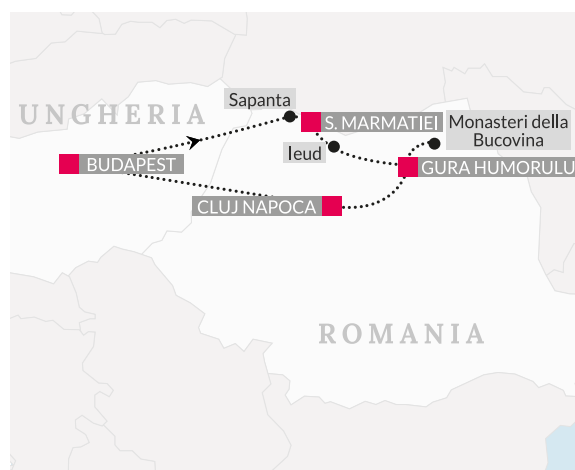 Sapanta
UNGHERIA
S. MARMATIEI
Monasteri della
Bucovina
Ieud
BUDAPEST
GURA HUMORULU
CLUJ NAPOCA
ROMANIA